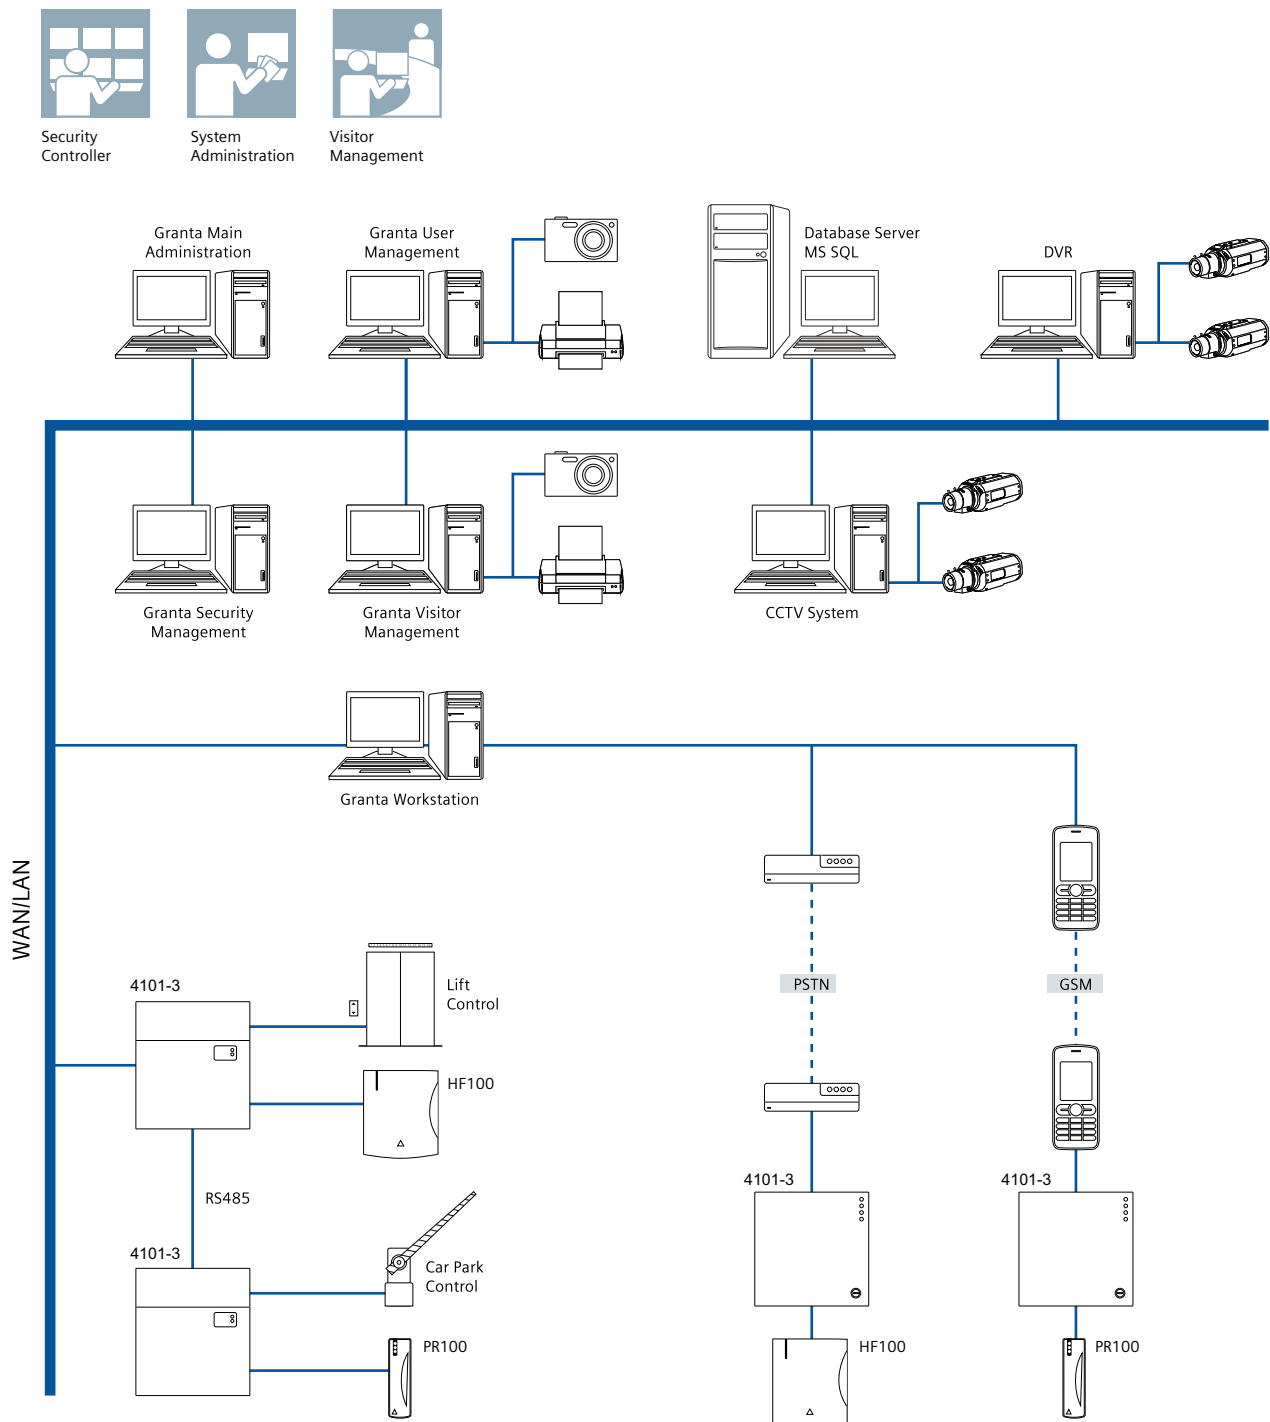 Security
Controller
System
Administration
Visitor
Management
Granta Main
Administration
Granta User
Management
Database Server
MS SQL
DVR
Granta Security
Management
Granta Visitor
Management
CCTV System
Granta Workstation
WAN/LAN
4101-3
Lift
Control
HF100
PSTN
GSM
RS485
4101-3
4101-3
4101-3
Car Park
Control
PR100
HF100
PR100